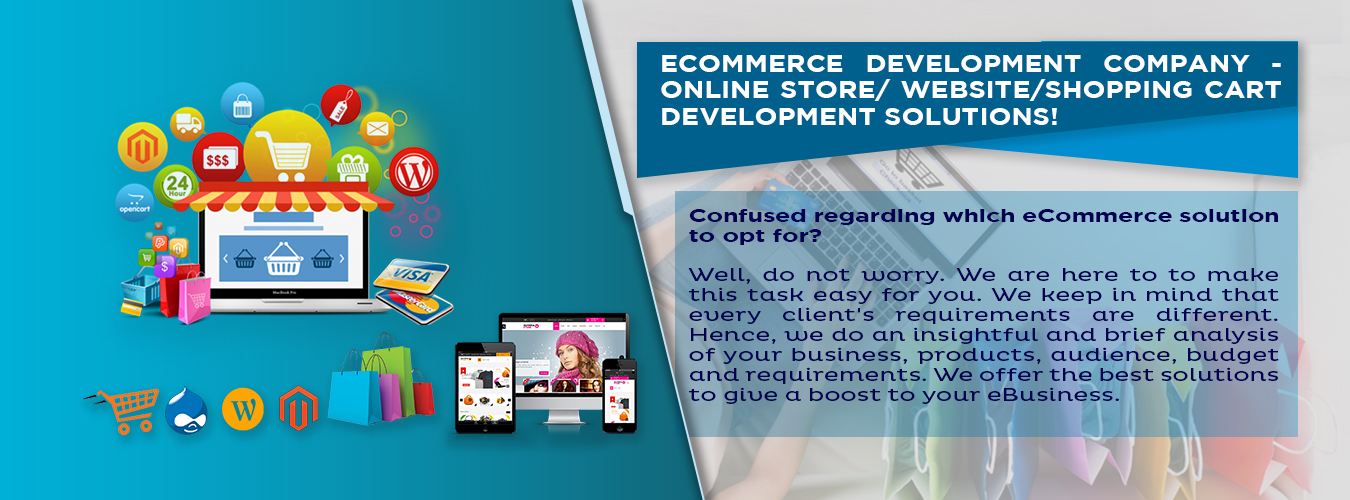 ECOMMERCE DEVELOPMENT COMPANY -
ONLINE STORE/ WEBSITE/SHOPPING CART
DEVELOPMENT SOLUTIONS!
Confused regarding which eCommerce solution
to opt for?
Well, do not worry. We are here to to make
this task easy for you. We keep in mind that
every client's requirements are different.
Hence, we do an insightful and brief analysis
of your business, products, audience, budget
and requirements. We offer the best solutions
to give a boost to your eBusiness.
SALE
$$$
24
Hour
opencart
$
MacBook Pro
VISA